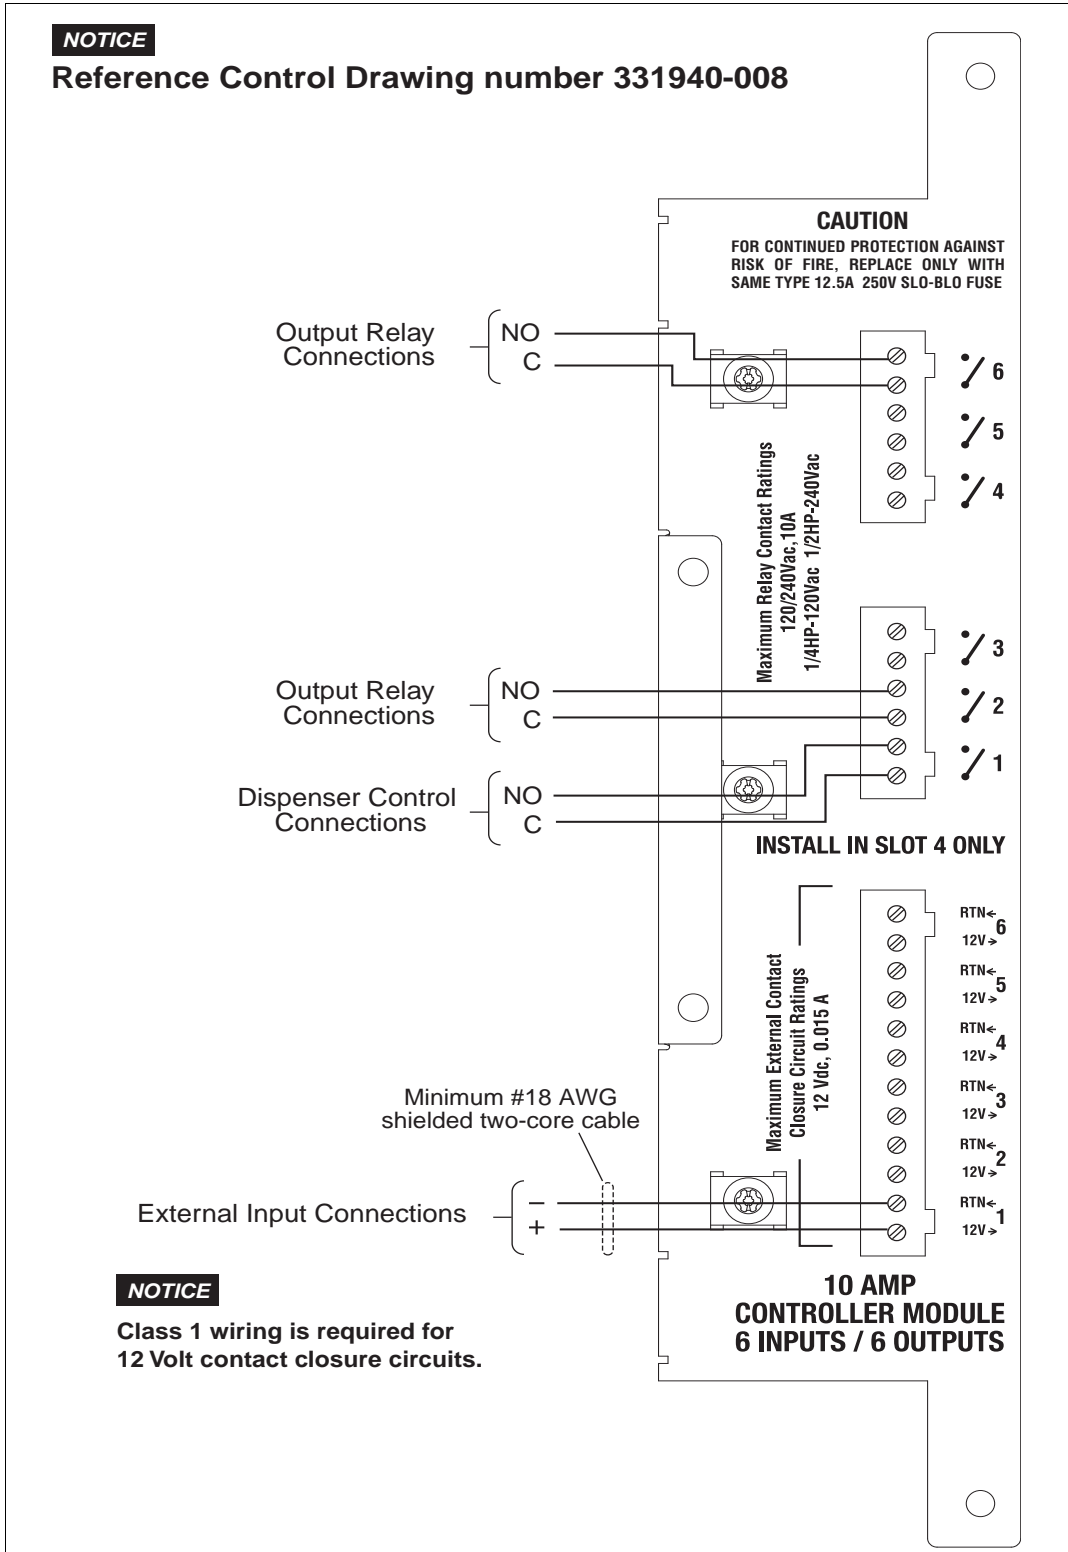 NOTICE
Reference Control Drawing number 331940-008
CAUTION
FOR CONTINUED PROTECTION AGAINST
RISK OF FIRE, REPLACE ONLY WITH
SAME TYPE 12.5A 250V SLO-BLO FUSE
Output Relay
Connections
NO
C
6
5
4
Maximum Relay Contact Ratings
120/240Vac,10A
1/4HP-120Vac 1/2HP-240Vac
Output Relay
Connections
NO
C
3
2
1
Dispenser Control
Connections
NO
C
INSTALL IN SLOT 4 ONLY
Maximum External Contact
Closure Circuit Ratings
12 Vdc, 0.015 A
RTN←
6
12V→
RTN←
5
12V→
RTN←
4
12V→
RTN←
3
12V→
RTN←
2
12V→
RTN←
1
12V→
Minimum #18 AWG
shielded two-core cable
External Input Connections
–
+
NOTICE
Class 1 wiring is required for
12 Volt contact closure circuits.
10 AMP
CONTROLLER MODULE
6 INPUTS / 6 OUTPUTS